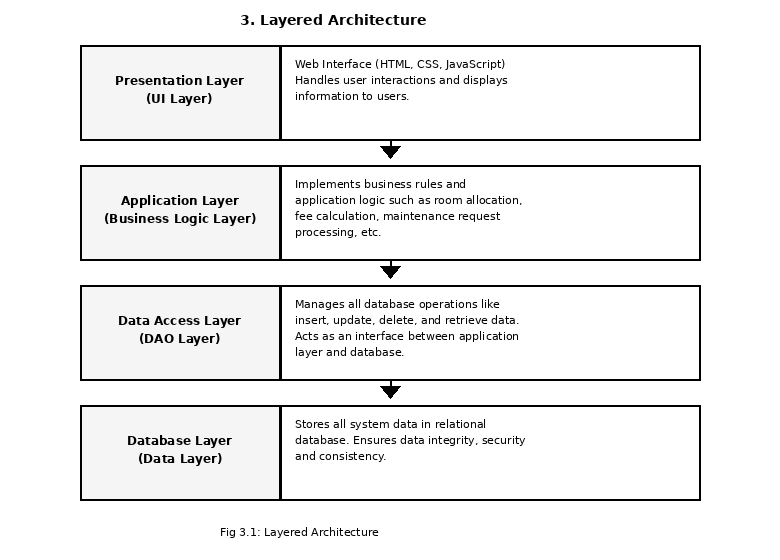 3. Layered Architecture
Presentation Layer
(UI Layer)
Web Interface (HTML, CSS, JavaScript)
Handles user interactions and displays
information to users.
Application Layer
(Business Logic Layer)
Implements business rules and
application logic such as room allocation,
fee calculation, maintenance request
processing, etc.
Data Access Layer
(DAO Layer)
Manages all database operations like
insert, update, delete, and retrieve data.
Acts as an interface between application
layer and database.
Database Layer
(Data Layer)
Stores all system data in relational
database. Ensures data integrity, security
and consistency.
Fig 3.1: Layered Architecture